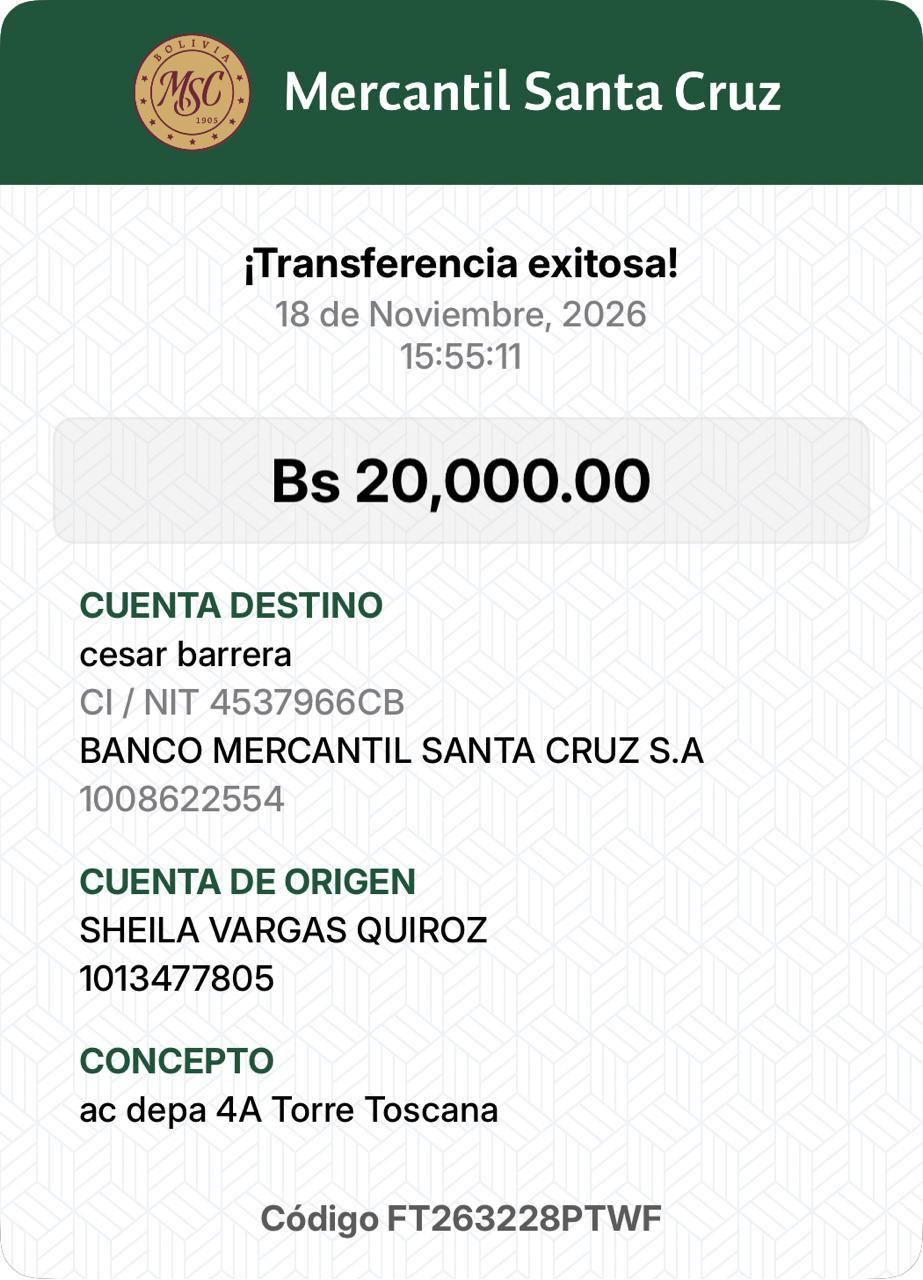 BOLIVIA
MSC
1905
Mercantil Santa Cruz
¡Transferencia exitosa!
18 de Noviembre, 2026
15:55:11
Bs 20,000.00
CUENTA DESTINO
cesar barrera
CI / NIT 4537966CB
BANCO MERCANTIL SANTA CRUZ S.A
1008622554
CUENTA DE ORIGEN
SHEILA VARGAS QUIROZ
1013477805
CONCEPTO
ac depa 4A Torre Toscana
Código FT263228PTWF